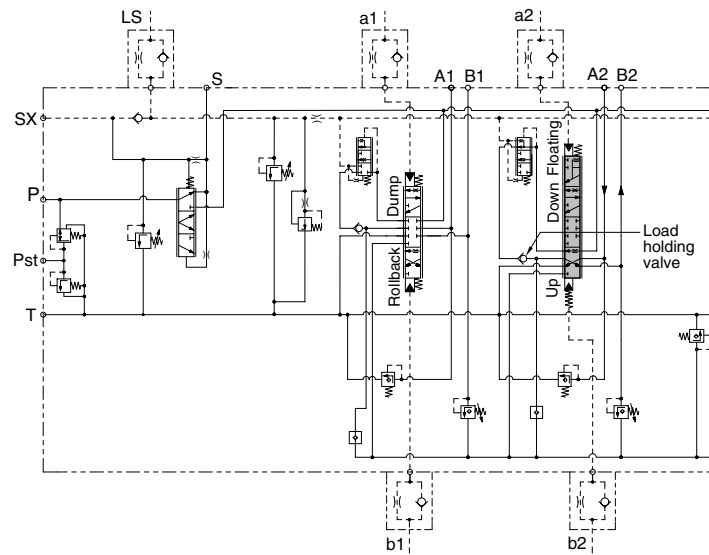 LS
a1
a2
S
A1
B1
A2
B2
SX
P
Pst
T
Dump
Rollback
Down Floating
Up
Load
holding
valve
b1
b2